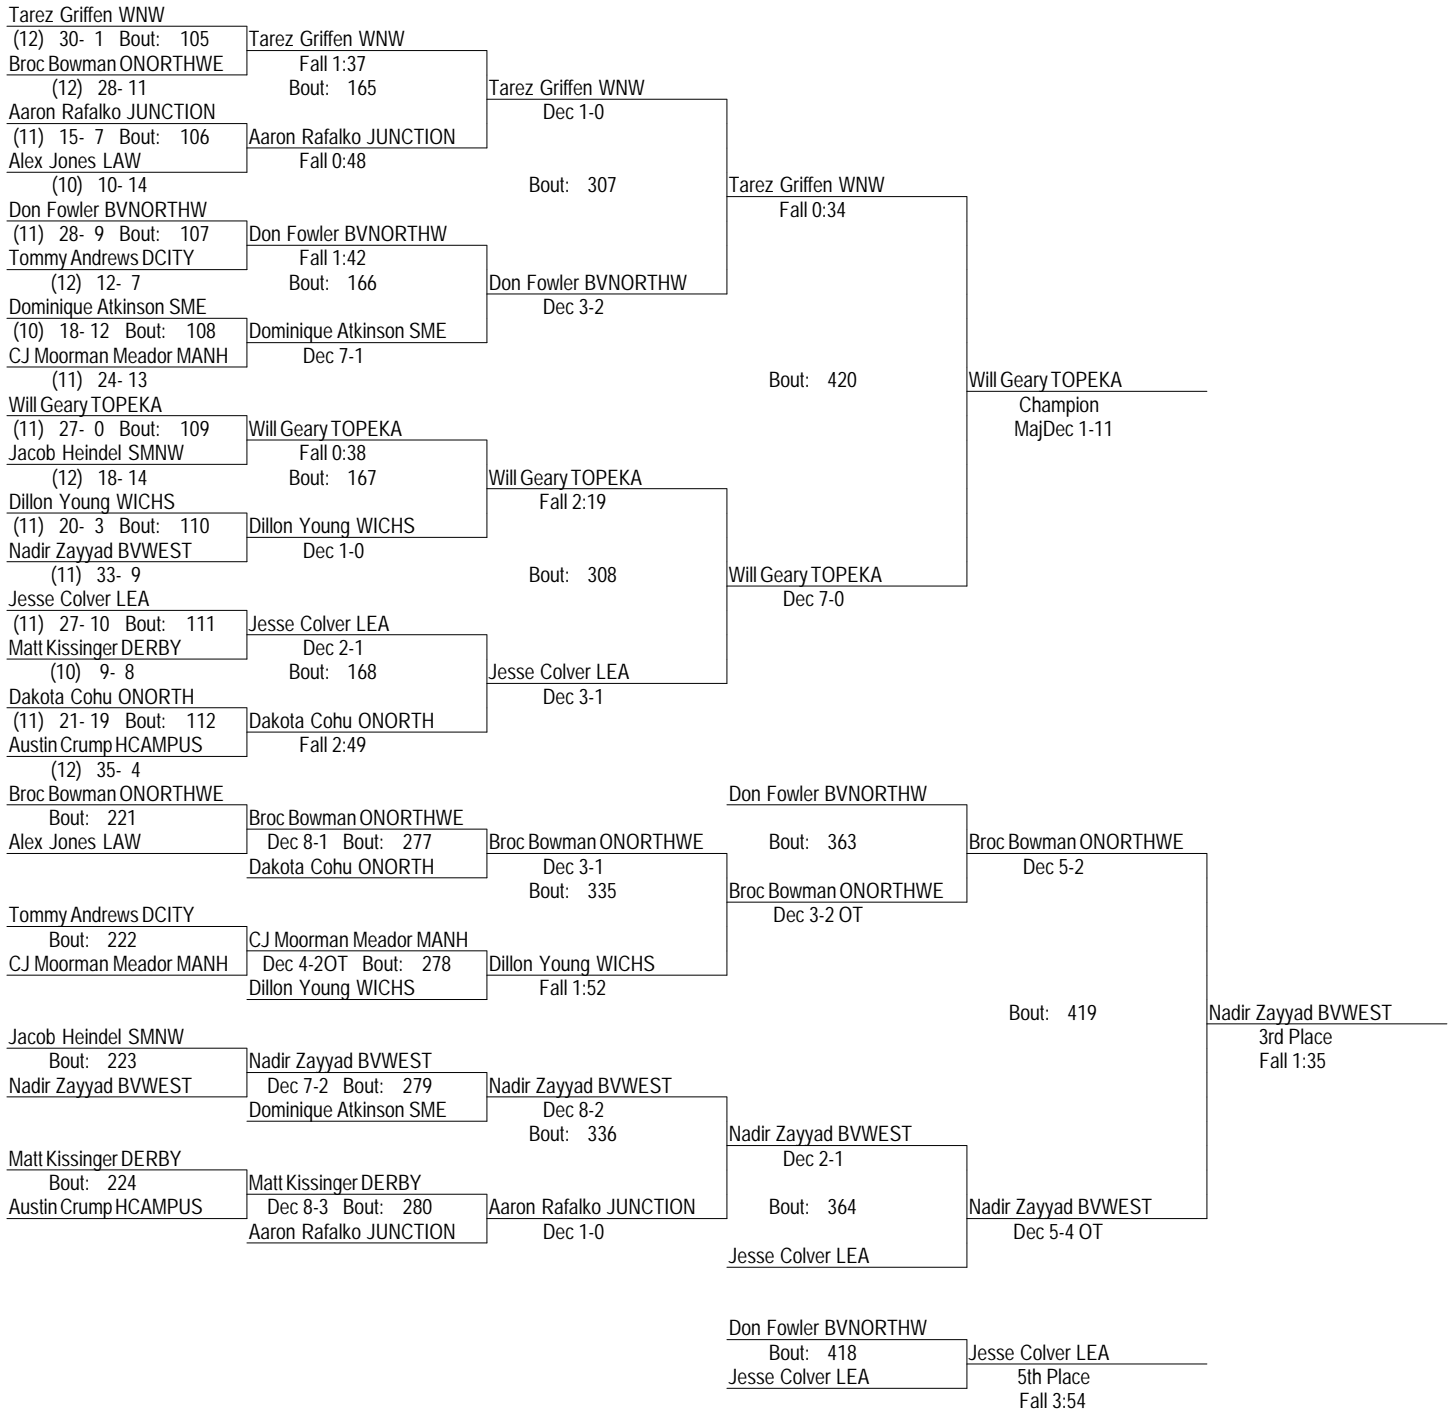 Tarez Griffen WNW
(12) 30- 1 Bout: 105 Tarez Griffen WNW
Broc Bowman ONORTHWE Fall 1:37
(12) 28- 11 Bout: 165 Tarez Griffen WNW
Aaron Rafalko JUNCTION Dec 1-0
(11) 15- 7 Bout: 106 Aaron Rafalko JUNCTION
Alex Jones LAW Fall 0:48
(10) 10- 14 Bout: 307 Tarez Griffen WNW
Don Fowler BVNORTHW Fall 0:34
(11) 28- 9 Bout: 107 Don Fowler BVNORTHW
Tommy Andrews DCITY Fall 1:42
(12) 12- 7 Bout: 166 Don Fowler BVNORTHW
Dominique Atkinson SME Dec 3-2
(10) 18- 12 Bout: 108 Dominique Atkinson SME
CJ Moorman Meador MANH Dec 7-1
(11) 24- 13 Bout: 420 Will Geary TOPEKA
Will Geary TOPEKA Champion
(11) 27- 0 Bout: 109 Will Geary TOPEKA MajDec 1-11
Jacob Heindel SMNW Fall 0:38
(12) 18- 14 Bout: 167 Will Geary TOPEKA
Dillon Young WICHS Fall 2:19
(11) 20- 3 Bout: 110 Dillon Young WICHS
Nadir Zayyad BVWEST Dec 1-0
(11) 33- 9 Bout: 308 Will Geary TOPEKA
Jesse Colver LEA Dec 7-0
(11) 27- 10 Bout: 111 Jesse Colver LEA
Matt Kissinger DERBY Dec 2-1
(10) 9- 8 Bout: 168 Jesse Colver LEA
Dakota Cohu ONORTH Dec 3-1
(11) 21- 19 Bout: 112 Dakota Cohu ONORTH
Austin Crump HCAMPUS Fall 2:49
(12) 35- 4
Broc Bowman ONORTHWE Don Fowler BVNORTHW
Bout: 221 Broc Bowman ONORTHWE
Alex Jones LAW Dec 8-1 Bout: 277 Broc Bowman ONORTHWE Bout: 363 Broc Bowman ONORTHWE
Dakota Cohu ONORTH Dec 3-1 Dec 5-2
Bout: 335 Broc Bowman ONORTHWE
Tommy Andrews DCITY Dec 3-2 OT
Bout: 222 CJ Moorman Meador MANH
CJ Moorman Meador MANH Dec 4-2OT Bout: 278 Dillon Young WICHS
Dillon Young WICHS Fall 1:52
Bout: 419 Nadir Zayyad BVWEST
Jacob Heindel SMNW 3rd Place
Bout: 223 Nadir Zayyad BVWEST Fall 1:35
Nadir Zayyad BVWEST Dec 7-2 Bout: 279 Nadir Zayyad BVWEST
Dominique Atkinson SME Dec 8-2
Bout: 336 Nadir Zayyad BVWEST
Matt Kissinger DERBY Dec 2-1
Bout: 224 Matt Kissinger DERBY
Austin Crump HCAMPUS Dec 8-3 Bout: 280 Aaron Rafalko JUNCTION Bout: 364 Nadir Zayyad BVWEST
Aaron Rafalko JUNCTION Dec 1-0 Dec 5-4 OT
Jesse Colver LEA
Don Fowler BVNORTHW
Bout: 418 Jesse Colver LEA
Jesse Colver LEA 5th Place
Fall 3:54